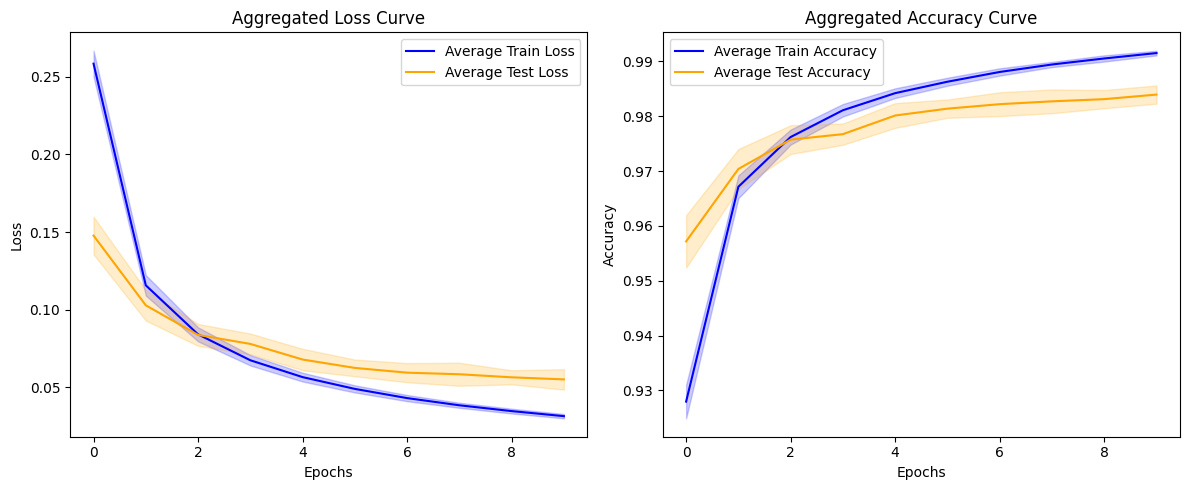 Aggregated Loss Curve
Average Train Loss
Average Test Loss
0.25
0.20
0.15
0.10
0.05
Loss
0 2 4 6 8
Epochs
Aggregated Accuracy Curve
Average Train Accuracy
Average Test Accuracy
0.99
0.98
0.97
0.96
0.95
0.94
0.93
Accuracy
0 2 4 6 8
Epochs